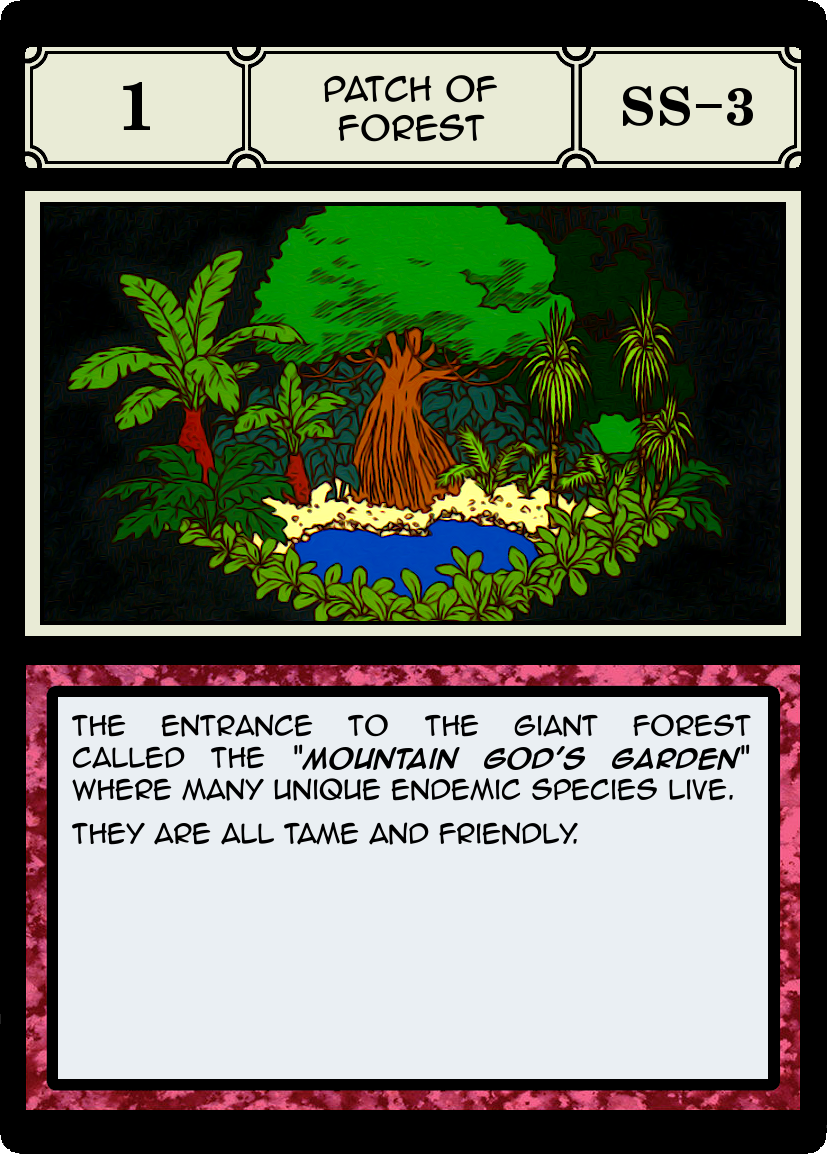 1
PATCH OF
FOREST
SS-3
THE ENTRANCE TO THE GIANT FOREST
CALLED THE "MOUNTAIN GOD'S GARDEN"
WHERE MANY UNIQUE ENDEMIC SPECIES LIVE.
THEY ARE ALL TAME AND FRIENDLY.